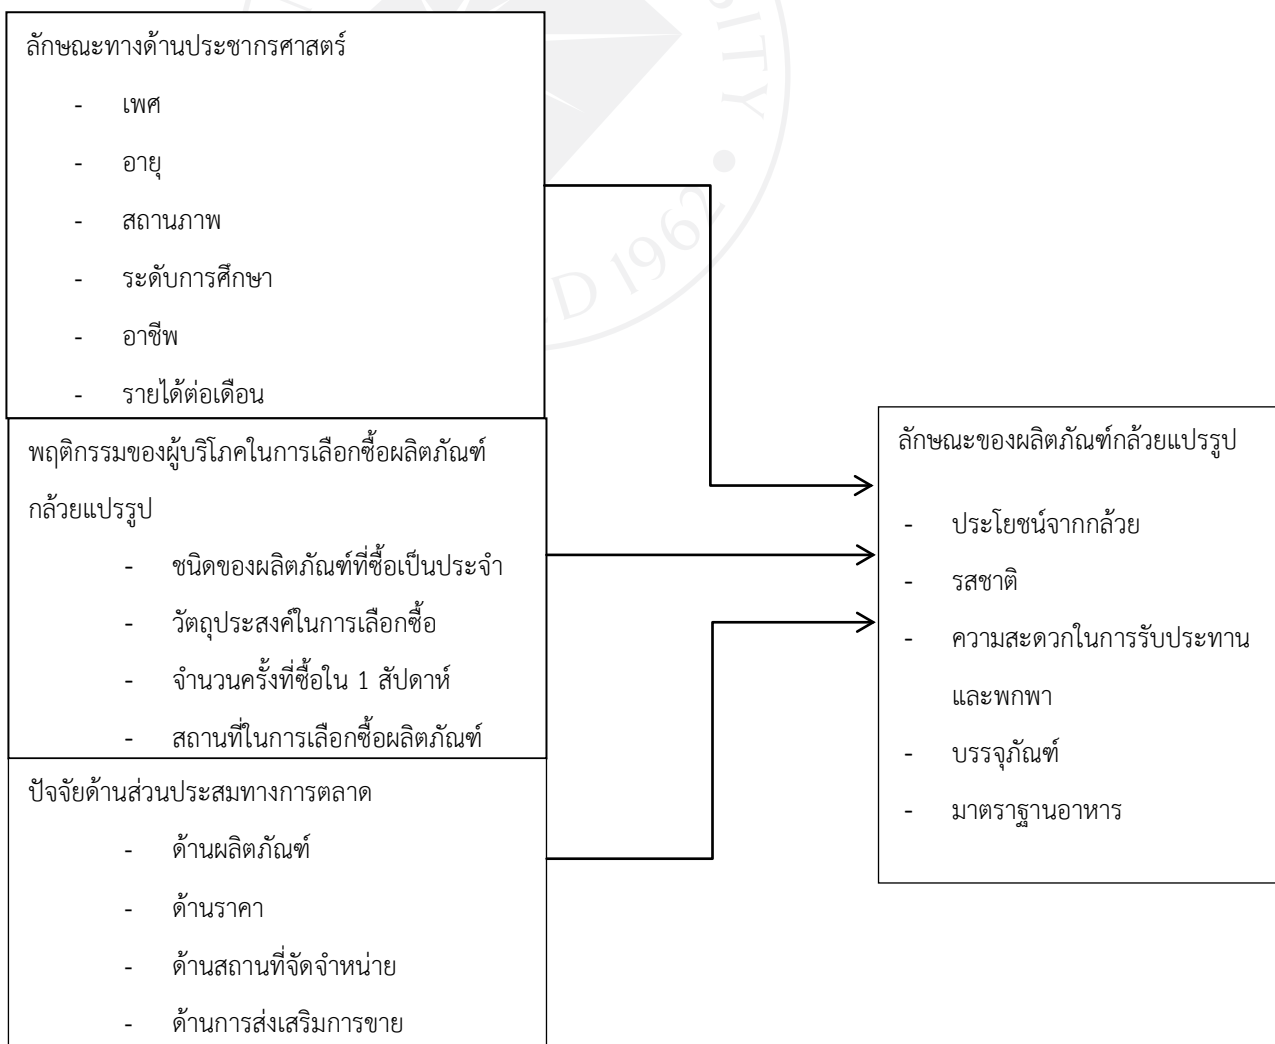 ลักษณะทางด้านประชากรศาสตร์
- เพศ
- อายุ
- สถานภาพ
- ระดับการศึกษา
- อาชีพ
- รายได้ต่อเดือน
พฤติกรรมของผู้บริโภคในการเลือกซื้อผลิตภัณฑ์
กล้วยแปรรูป
- ชนิดของผลิตภัณฑ์ที่ซื้อเป็นประจำ
- วัตถุประสงค์ในการเลือกซื้อ
- จำนวนครั้งที่ซื้อใน 1 สัปดาห์
- สถานที่ในการเลือกซื้อผลิตภัณฑ์
ปัจจัยด้านส่วนประสมทางการตลาด
- ด้านผลิตภัณฑ์
- ด้านราคา
- ด้านสถานที่จัดจำหน่าย
- ด้านการส่งเสริมการขาย
ลักษณะของผลิตภัณฑ์กล้วยแปรรูป
- ประโยชน์จากกล้วย
- รสชาติ
- ความสะดวกในการรับประทาน
และพกพา
- บรรจุภัณฑ์
- มาตราฐานอาหาร
1962